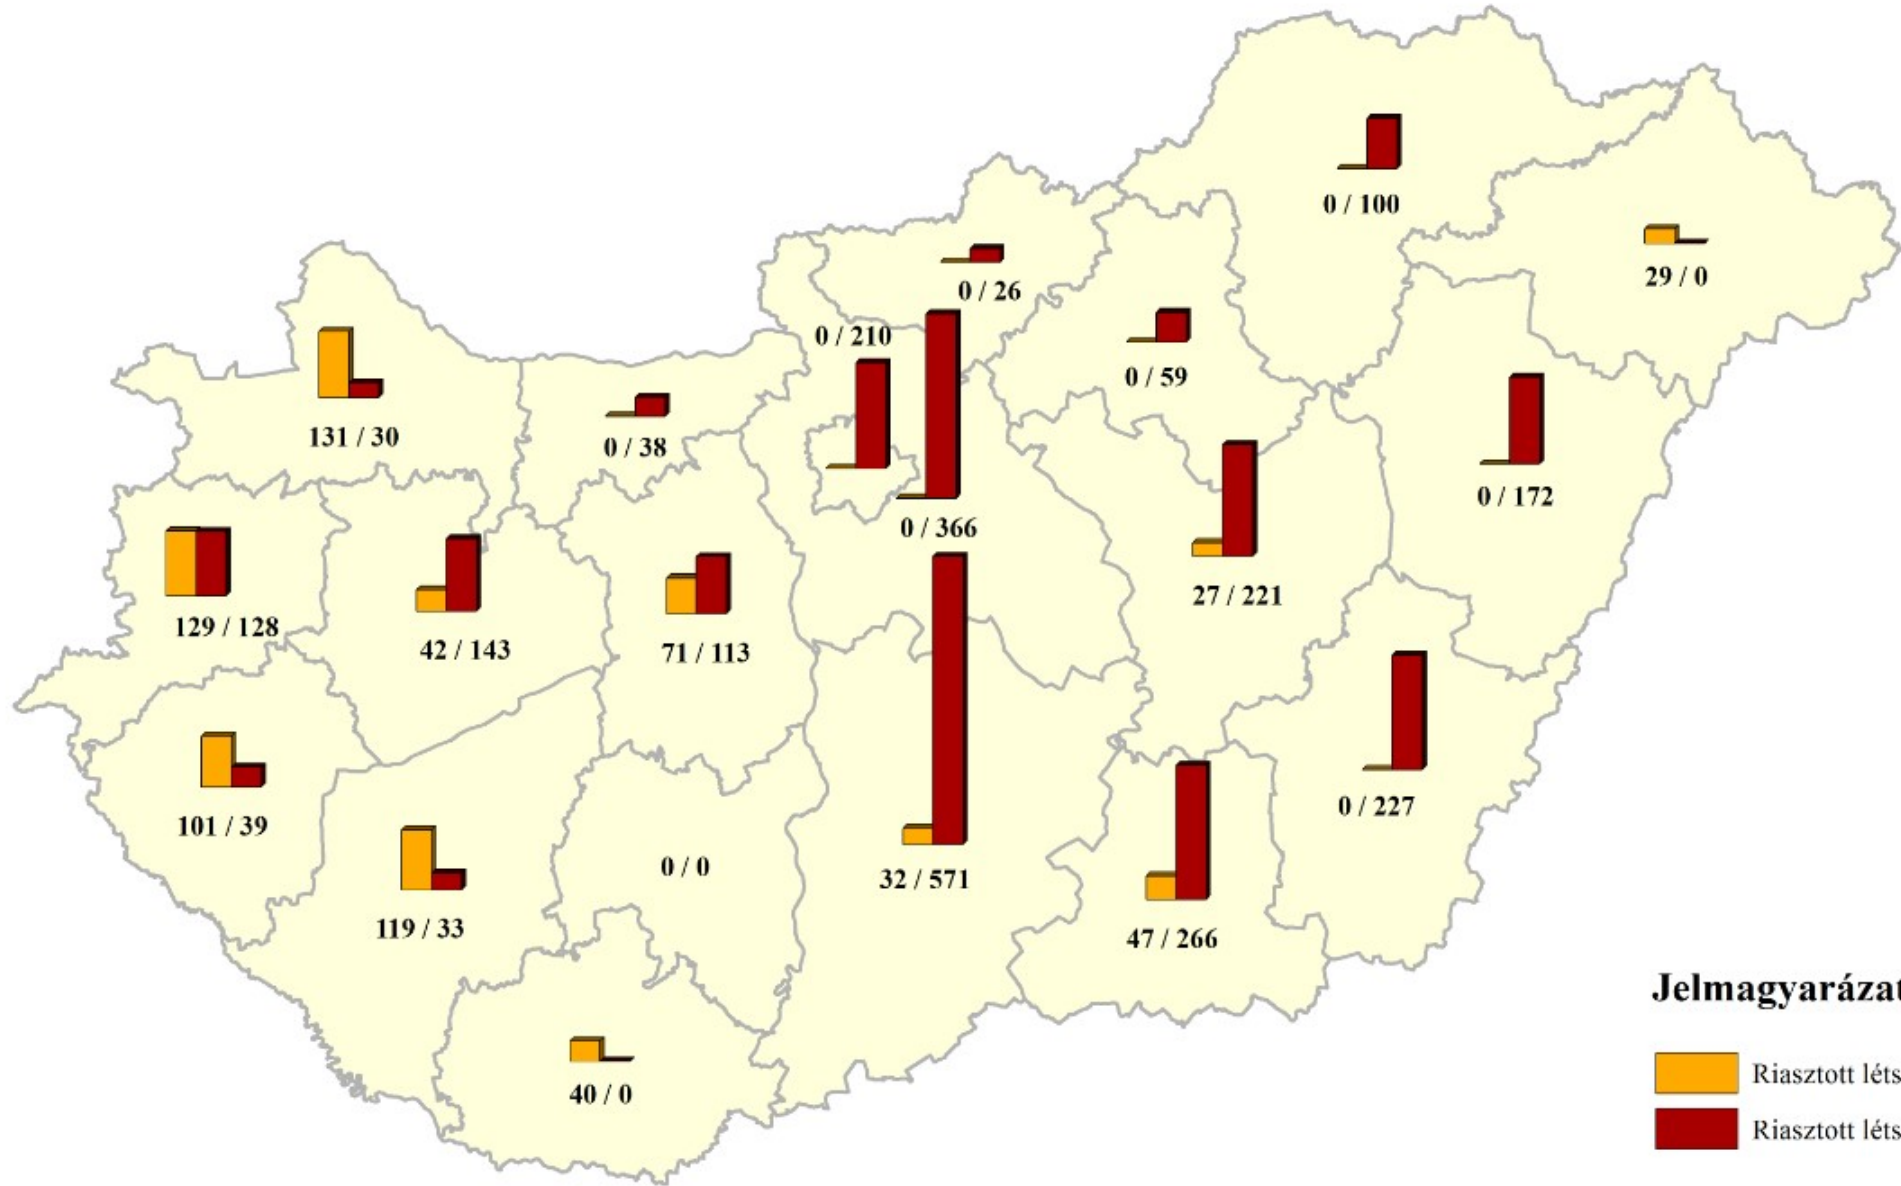 0 / 100
29 / 0
0 / 26
0 / 210
0 / 59
131 / 30
0 / 38
0 / 172
0 / 366
27 / 221
129 / 128
42 / 143
71 / 113
0 / 227
101 / 39
0 / 0
32 / 571
119 / 33
47 / 266
40 / 0
Jelmagyarázat
Riasztott léts
Riasztott léts